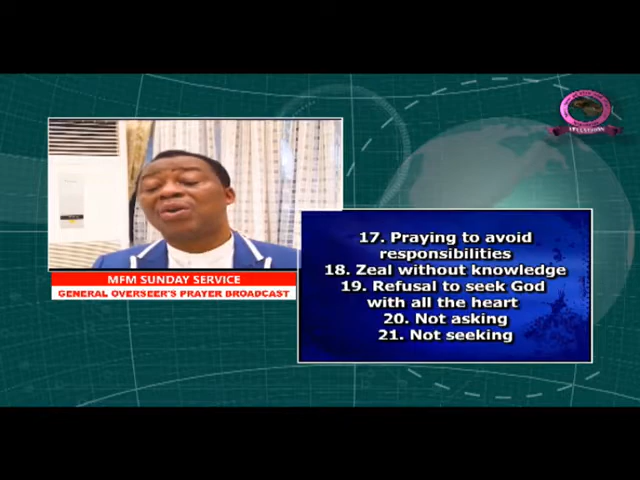 MFM SUNDAY SERVICE
GENERAL OVERSEER'S PRAYER BROADCAST
17. Praying to avoid
responsibilities
18. Zeal without knowledge
19. Refusal to seek God
with all the heart
20. Not asking
21. Not seeking